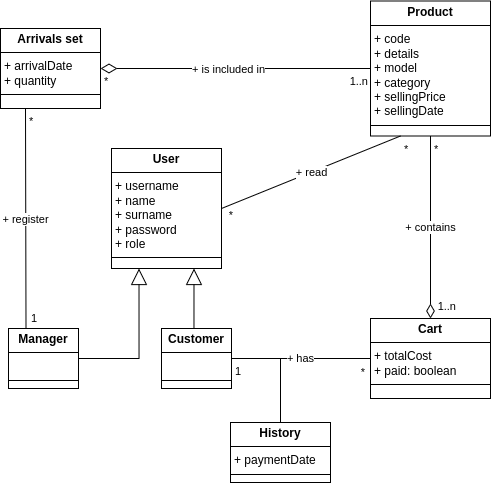 Product
+ code
+ details
+ model
+ category
+ sellingPrice
+ sellingDate
Arrivals set
+ arrivalDate
+ quantity
*
+ is included in
1..n
*
+ register
1
User
+ username
+ name
+ surname
+ password
+ role
*
+ read
*
*
+ contains
1..n
Manager
Customer
1
+ has
*
Cart
+ totalCost
+ paid: boolean
History
+ paymentDate